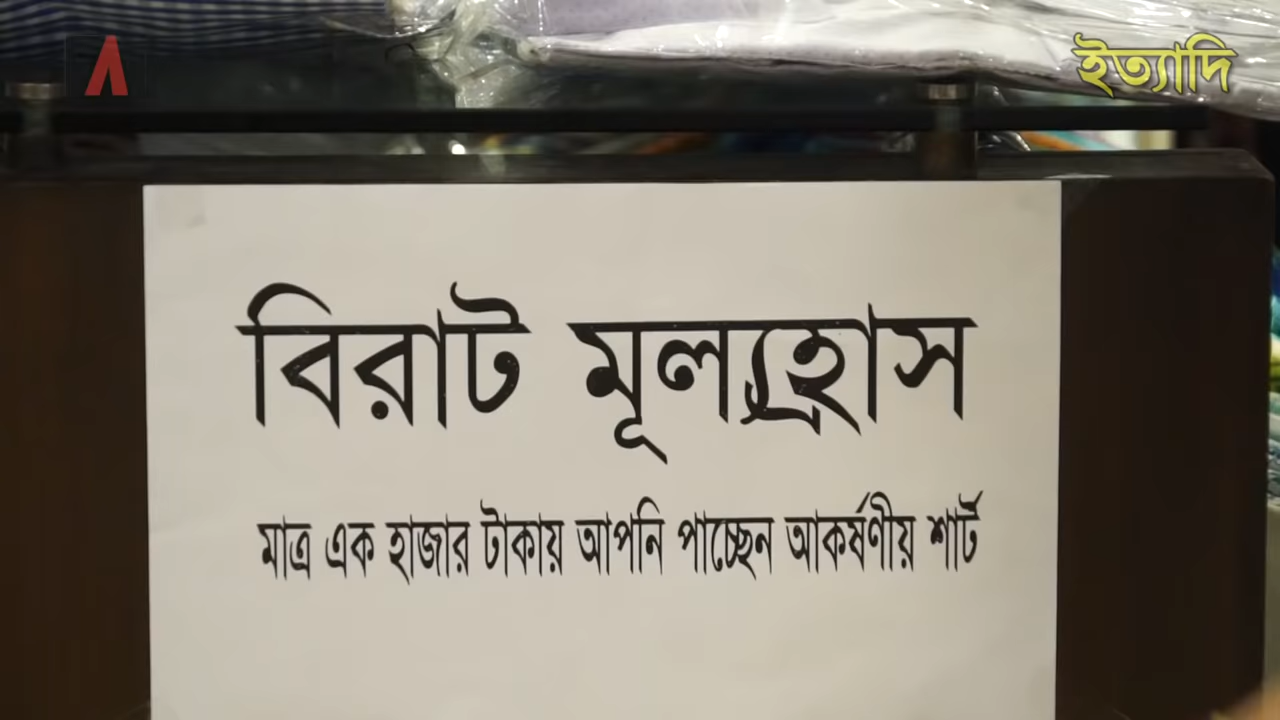 ইত্যাদি
বিরাট মূল্যহ্রাস
মাত্র এক হাজার টাকায় আপনি পাচ্ছেন আকর্ষণীয় শার্ট